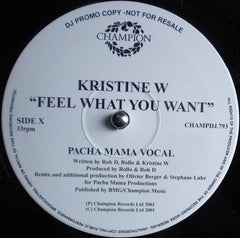 DJ PROMO COPY - NOT FOR RESALE
CHAMPION
KRISTINE W
"FEEL WHAT YOU WANT"
SIDE X
33rpm
CHAMPDJ.793
PACHA MAMA VOCAL
Written by Rob D, Rollo & Kristine W
Produced by Rollo & Rob D
Remix and additional production by Olivier Berger & Stephane Luke
for Pacha Mama Productions
Published by BMG/Champion Music
(P) Champion Records Ltd 2001
(C) Champion Records Ltd 2001